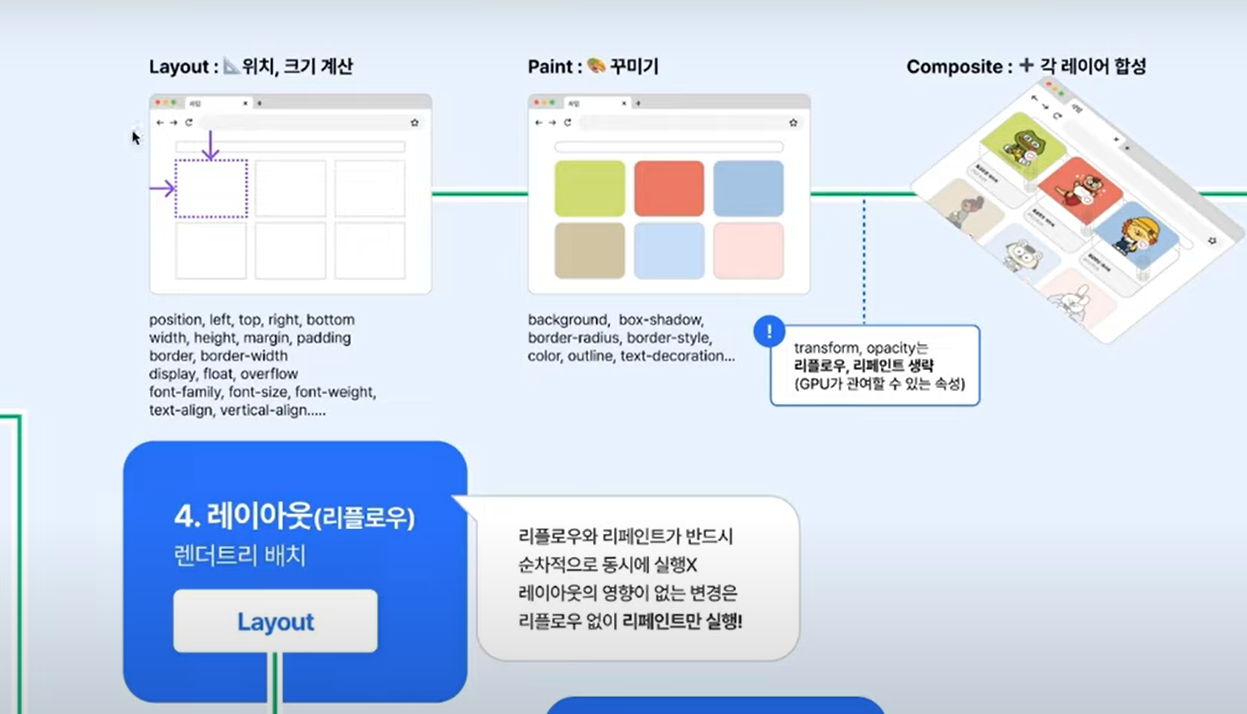 Layout : 📐위치, 크기 계산
Paint : 🎨 꾸미기
Composite : ➕ 각 레이어 합성
position, left, top, right, bottom
width, height, margin, padding
border, border-width
display, float, overflow
font-family, font-size, font-weight,
text-align, vertical-align.....
background, box-shadow,
border-radius, border-style,
color, outline, text-decoration...
!
transform, opacity는
리플로우, 리페인트 생략
(GPU가 관여할 수 있는 속성)
4. 레이아웃(리플로우)
렌더트리 배치
Layout
리플로우와 리페인트가 반드시
순차적으로 동시에 실행X
레이아웃의 영향이 없는 변경은
리플로우 없이 리페인트만 실행!